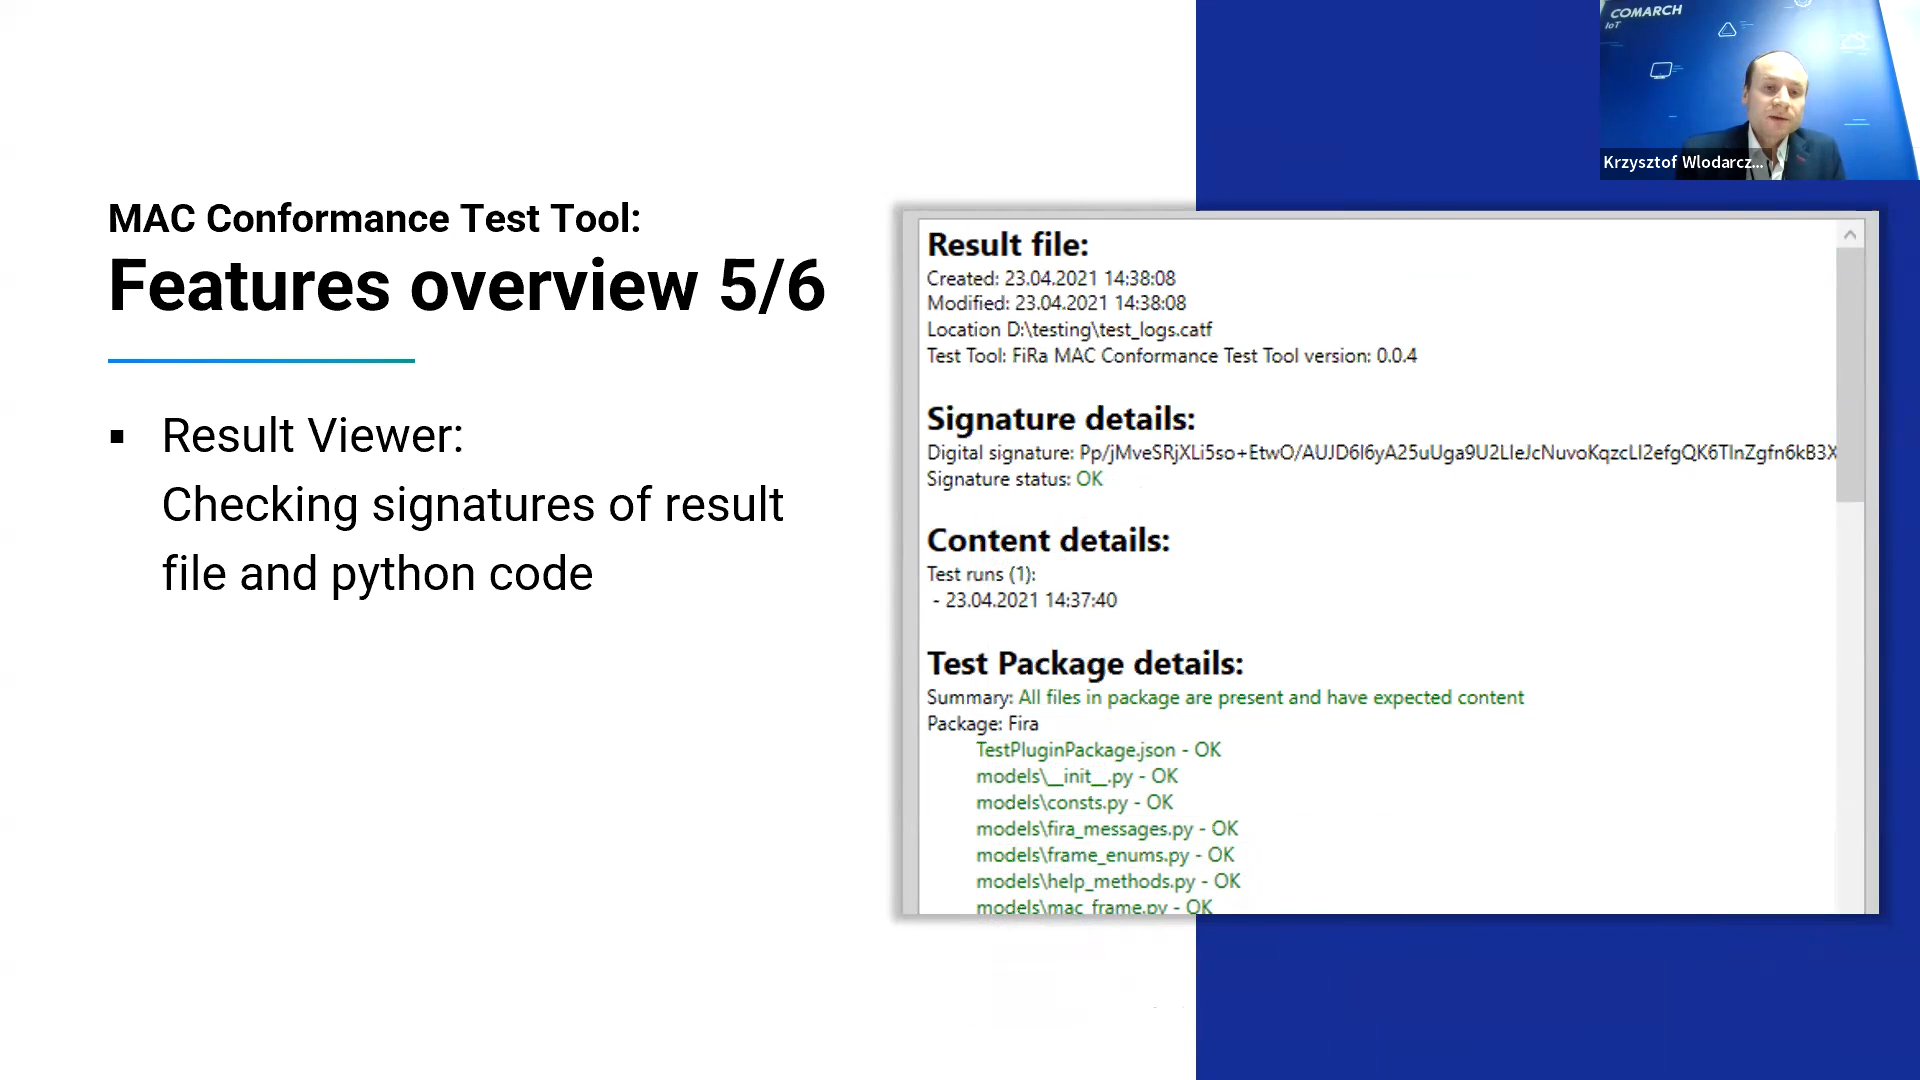 COMARCH
IoT
Krzysztof Wlodarcz...
MAC Conformance Test Tool:
Features overview 5/6
▪ Result Viewer:
Checking signatures of result
file and python code
Result file:
Created: 23.04.2021 14:38:08
Modified: 23.04.2021 14:38:08
Location D:\testing\test_logs.catf
Test Tool: FiRa MAC Conformance Test Tool version: 0.0.4
Signature details:
Digital signature: Pp/jMveSRjXLi5so+EtwO/AUJD6I6yA25uUga9U2LIeJcNuvoKqzcLI2efgQK6TInZgfn6kB3X
Signature status: OK
Content details:
Test runs (1):
- 23.04.2021 14:37:40
Test Package details:
Summary: All files in package are present and have expected content
Package: Fira
TestPluginPackage.json - OK
models\__init__.py - OK
models\consts.py - OK
models\fira_messages.py - OK
models\frame_enums.py - OK
models\help_methods.py - OK
models\mac_frame.py - OK